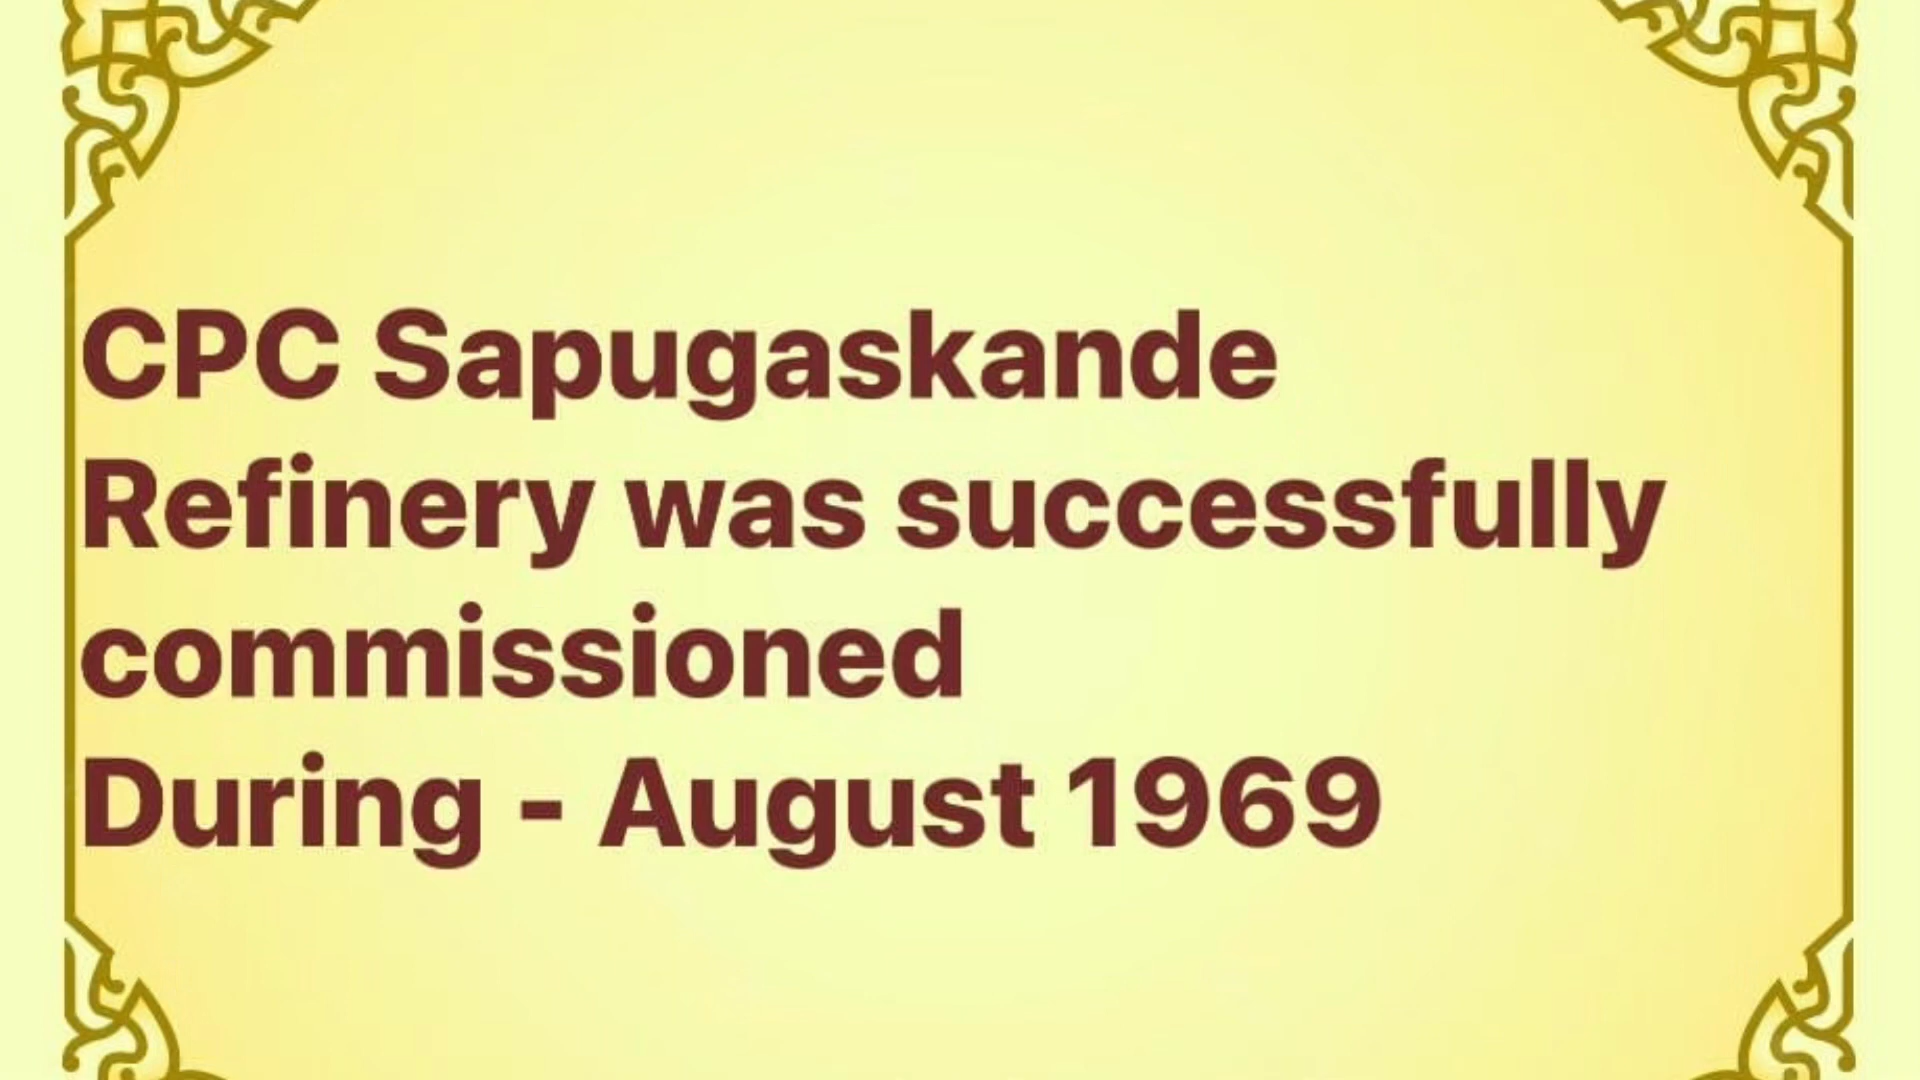 CPC Sapugaskande
Refinery was successfully
commissioned
During - August 1969